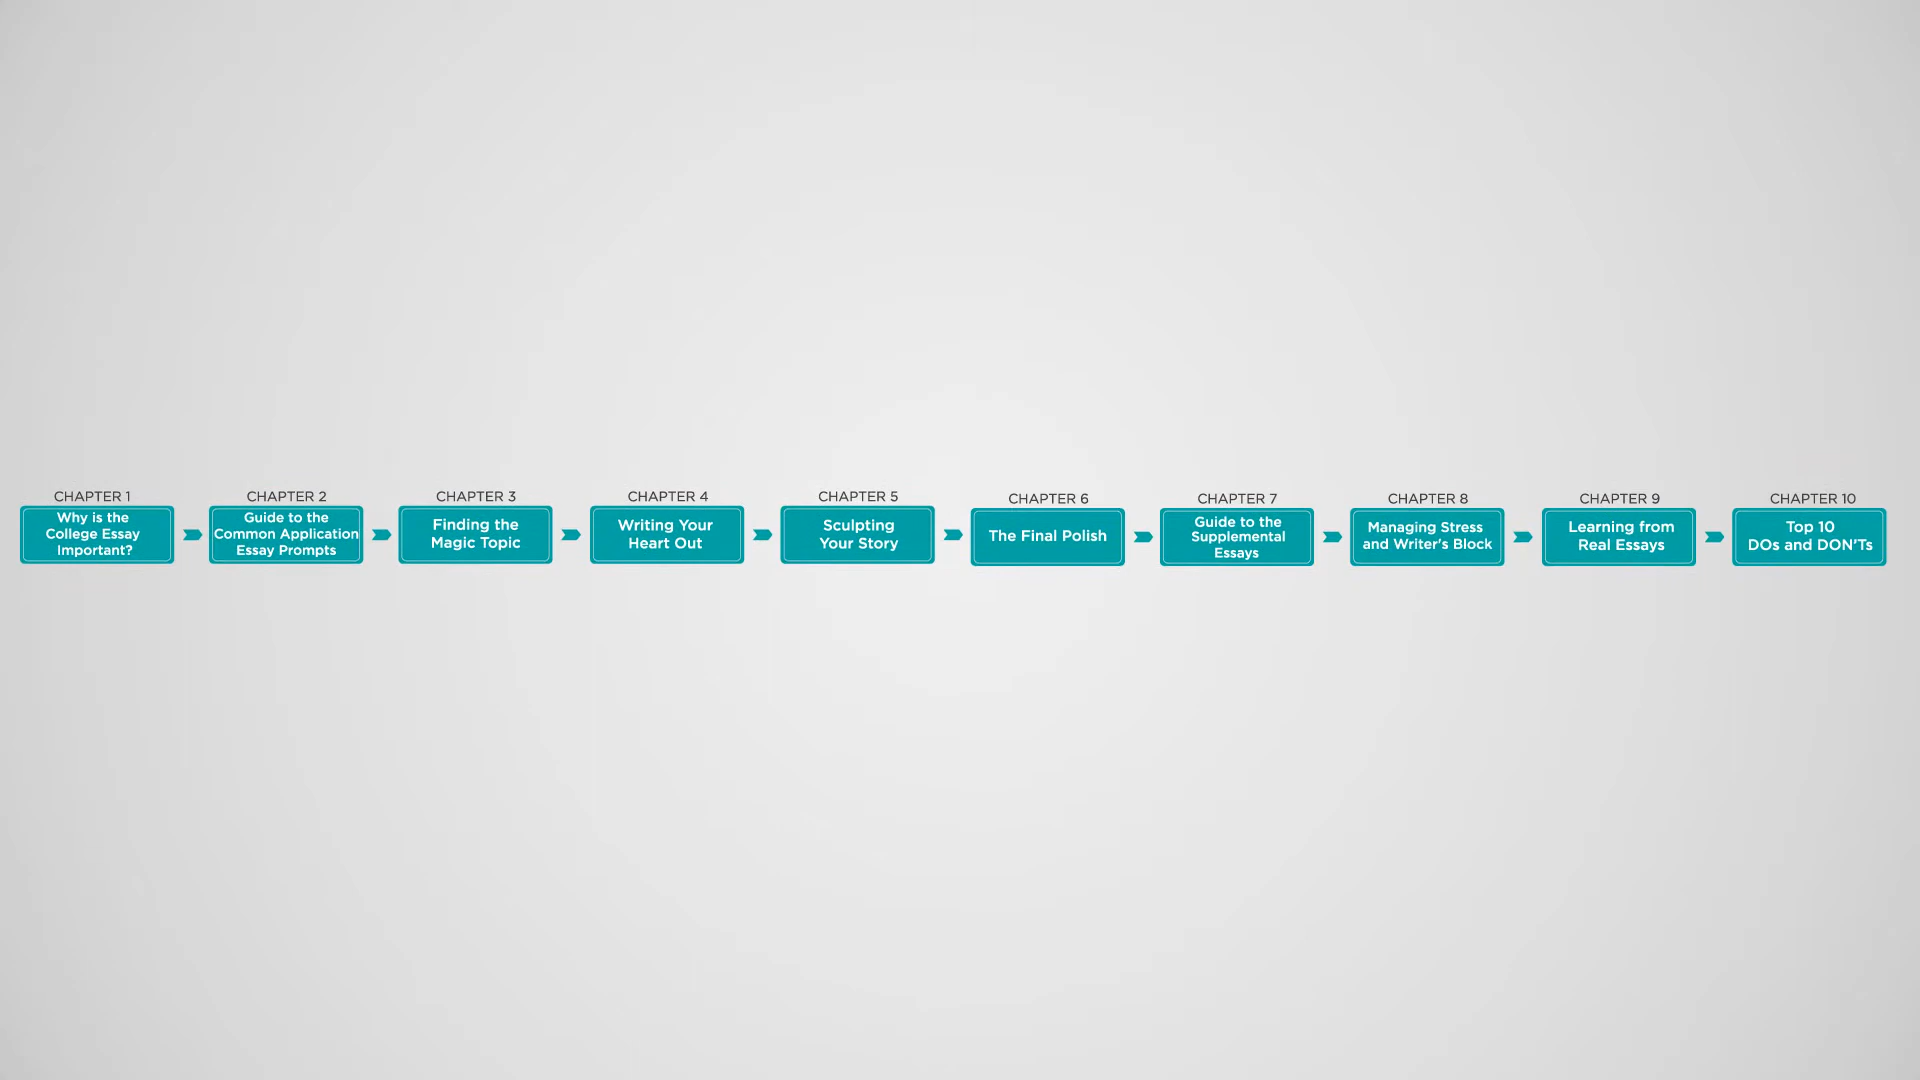 CHAPTER 1
Why is the
College Essay
Important?
CHAPTER 2
Guide to the
Common Application
Essay Prompts
CHAPTER 3
Finding the
Magic Topic
CHAPTER 4
Writing Your
Heart Out
CHAPTER 5
Sculpting
Your Story
CHAPTER 6
The Final Polish
CHAPTER 7
Guide to the
Supplemental
Essays
CHAPTER 8
Managing Stress
and Writer's Block
CHAPTER 9
Learning from
Real Essays
CHAPTER 10
Top 10
DOs and DON'Ts